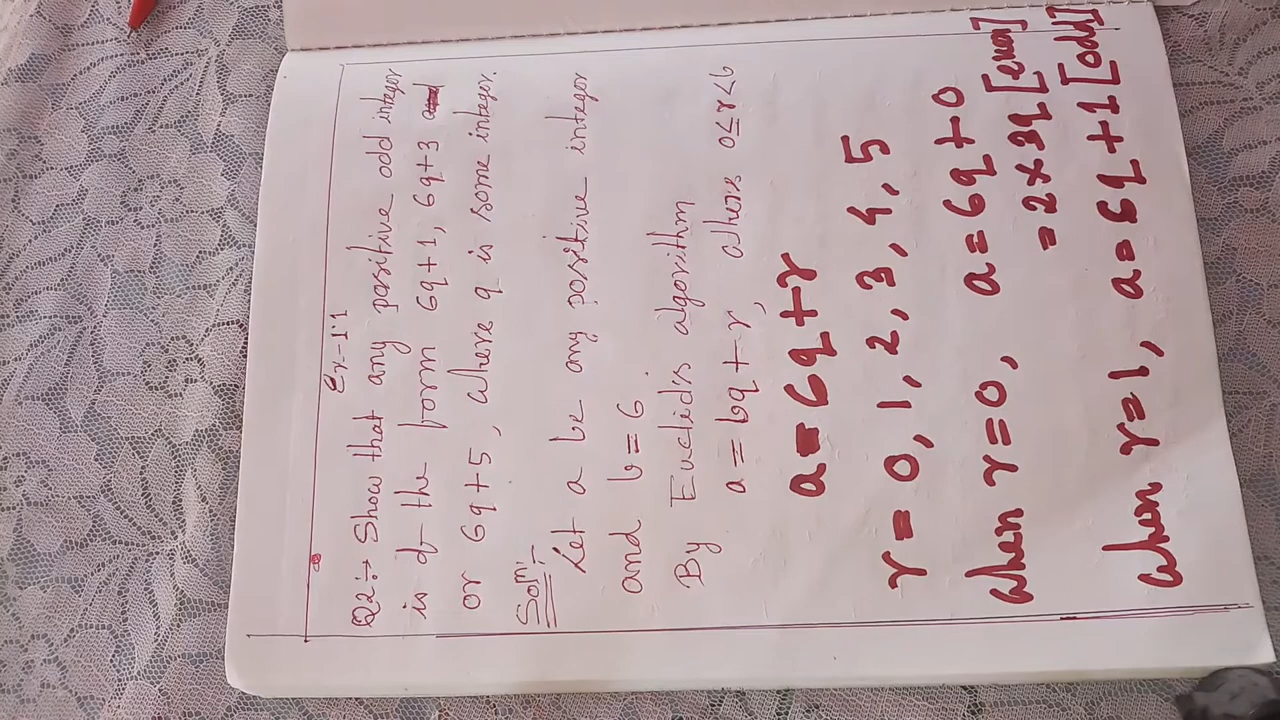 Ex-1.1
Q2:→ Show that any positive odd integer
is of the form 6q+1, 6q+3
or 6q+5, where q is some integer.
Soln:-
Let a be any positive integer
and b=6
By Euclid's algorithm
a = bq+r, where 0≤r<6
a=6q+r
r=0,1,2,3,4,5
when r=0, a=6q+0
=2×3q [even]
when r=1, a=6q+1 [odd]